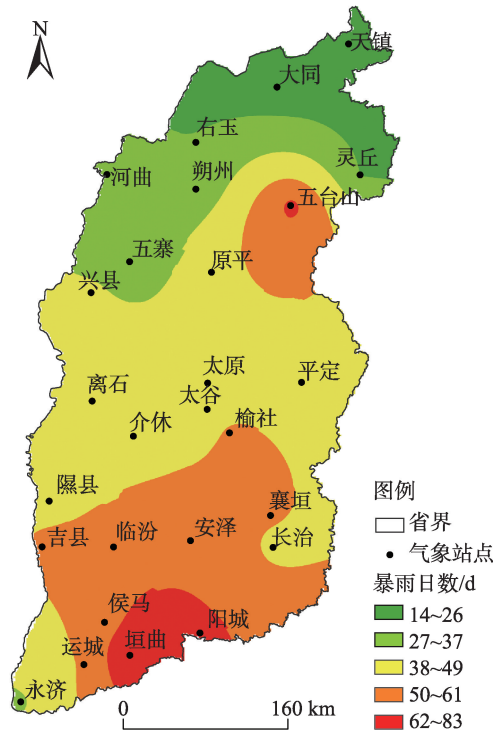 N
天镇
大同
右玉
灵丘
河曲
朔州
五台山
五寨
原平
兴县
太原
平定
离石
太谷
介休
榆社
隰县
襄垣
吉县
临汾
安泽
长治
侯马
阳城
运城
垣曲
永济
图例
省界
气象站点
暴雨日数/d
14~26
27~37
38~49
50~61
62~83
0 160 km